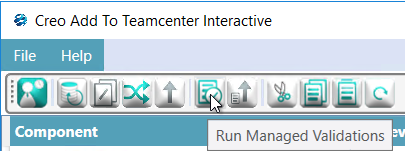 Creo Add To Teamcenter Interactive
File Help
Component
Run Managed Validations